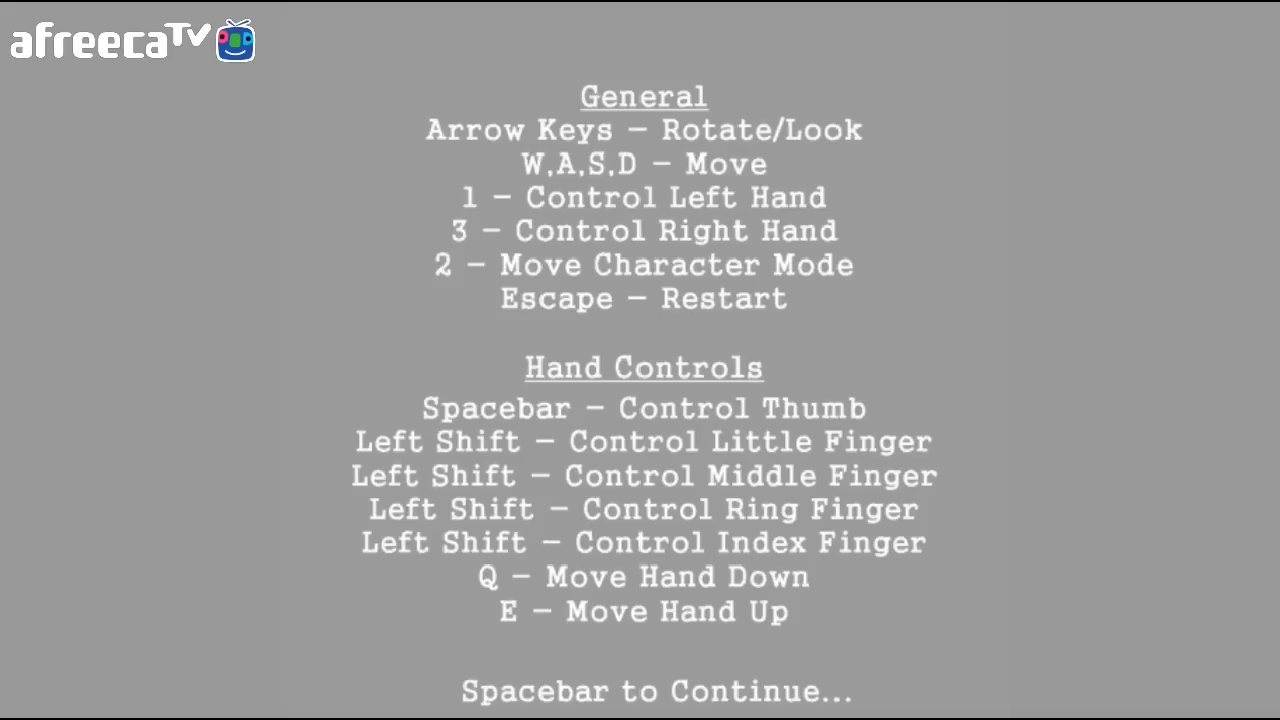 afreecaTV
General
Arrow Keys - Rotate/Look
W,A,S,D - Move
1 - Control Left Hand
3 - Control Right Hand
2 - Move Character Mode
Escape - Restart
Hand Controls
Spacebar - Control Thumb
Left Shift - Control Little Finger
Left Shift - Control Middle Finger
Left Shift - Control Ring Finger
Left Shift - Control Index Finger
Q - Move Hand Down
E - Move Hand Up
Spacebar to Continue...